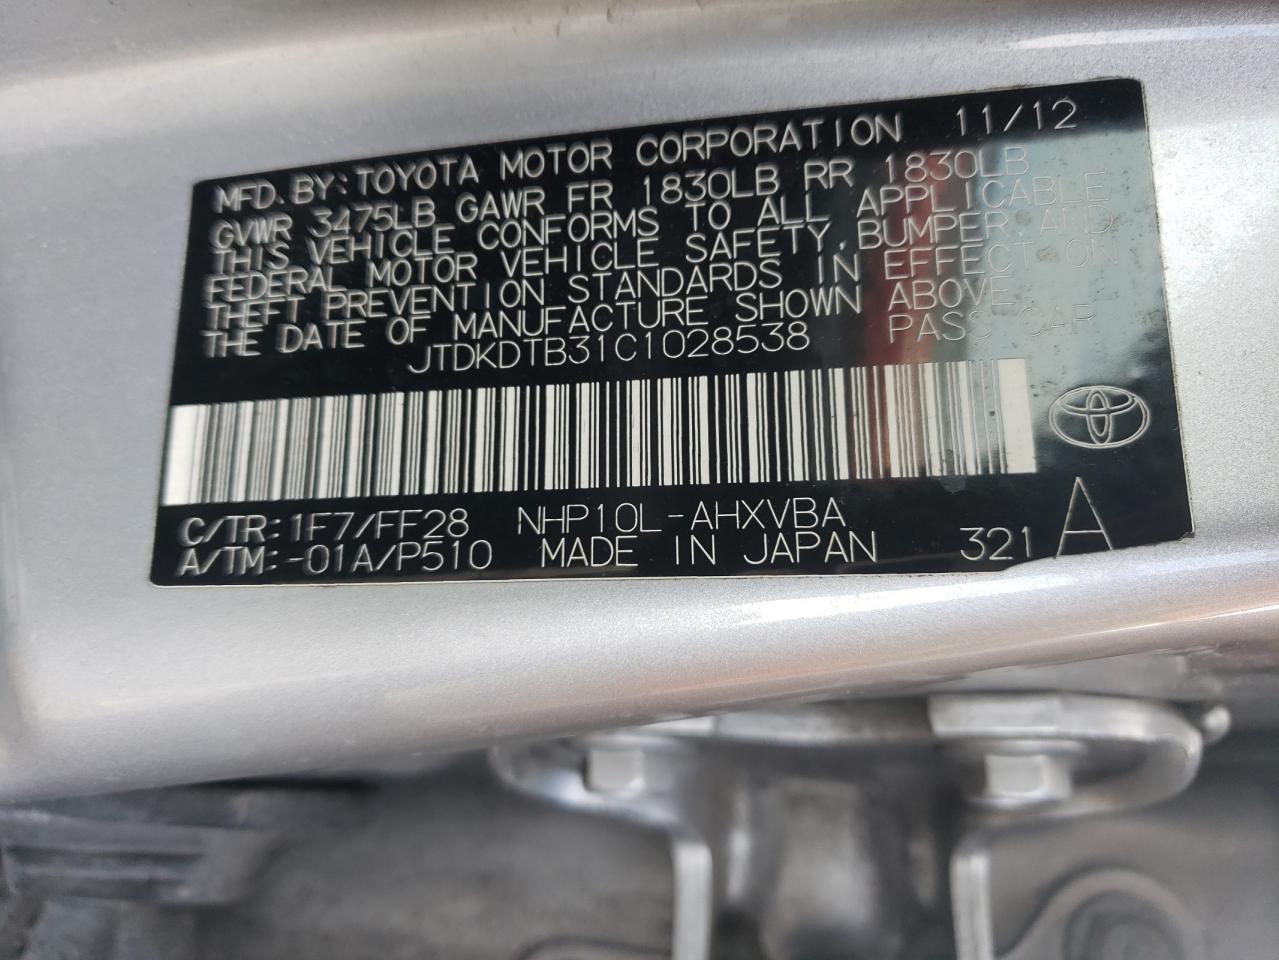 MFD. BY: TOYOTA MOTOR CORPORATION 11/12
GVWR 3475LB GAWR FR 1830LB RR 1830LB
THIS VEHICLE CONFORMS TO ALL APPLICABLE
FEDERAL MOTOR VEHICLE SAFETY, BUMPER, AND
THEFT PREVENTION STANDARDS IN EFFECT ON
THE DATE OF MANUFACTURE SHOWN ABOVE.
JTDKDTB31C1028538 PASS CAR
C/TR: 1F7/FF28 NHP10L-AHXVBA
A/TM: -01A/P510 MADE IN JAPAN 321 A